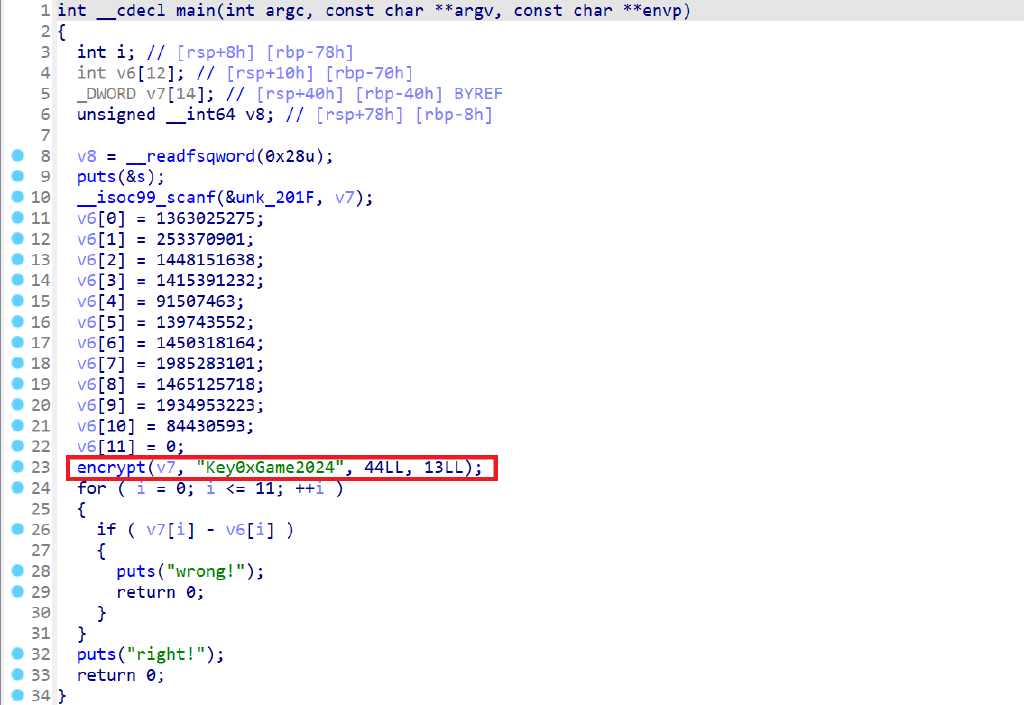 1 int __cdecl main(int argc, const char **argv, const char **envp)
2 {
3   int i; // [rsp+8h] [rbp-78h]
4   int v6[12]; // [rsp+10h] [rbp-70h]
5   _DWORD v7[14]; // [rsp+40h] [rbp-40h] BYREF
6   unsigned __int64 v8; // [rsp+78h] [rbp-8h]
7
8   v8 = __readfsqword(0x28u);
9   puts(&s);
10   __isoc99_scanf(&unk_201F, v7);
11   v6[0] = 1363025275;
12   v6[1] = 253370901;
13   v6[2] = 1448151638;
14   v6[3] = 1415391232;
15   v6[4] = 91507463;
16   v6[5] = 139743552;
17   v6[6] = 1450318164;
18   v6[7] = 1985283101;
19   v6[8] = 1465125718;
20   v6[9] = 1934953223;
21   v6[10] = 84430593;
22   v6[11] = 0;
23   encrypt(v7, "Key0xGame2024", 44LL, 13LL);
24   for ( i = 0; i <= 11; ++i )
25   {
26     if ( v7[i] - v6[i] )
27     {
28       puts("wrong!");
29       return 0;
30     }
31   }
32   puts("right!");
33   return 0;
34 }